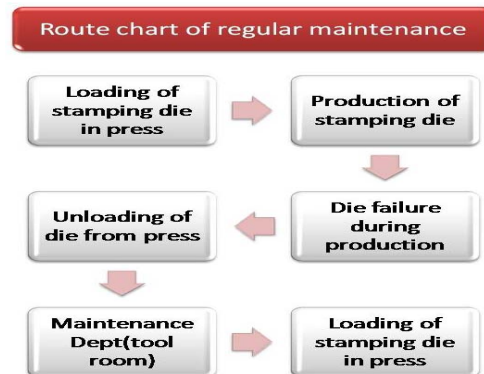 Route chart of regular maintenance
Loading of
stamping die
in press
Production of
stamping die
Die failure
during
production
Unloading of
die from press
Maintenance
Dept(tool
room)
Loading of
stamping die
in press